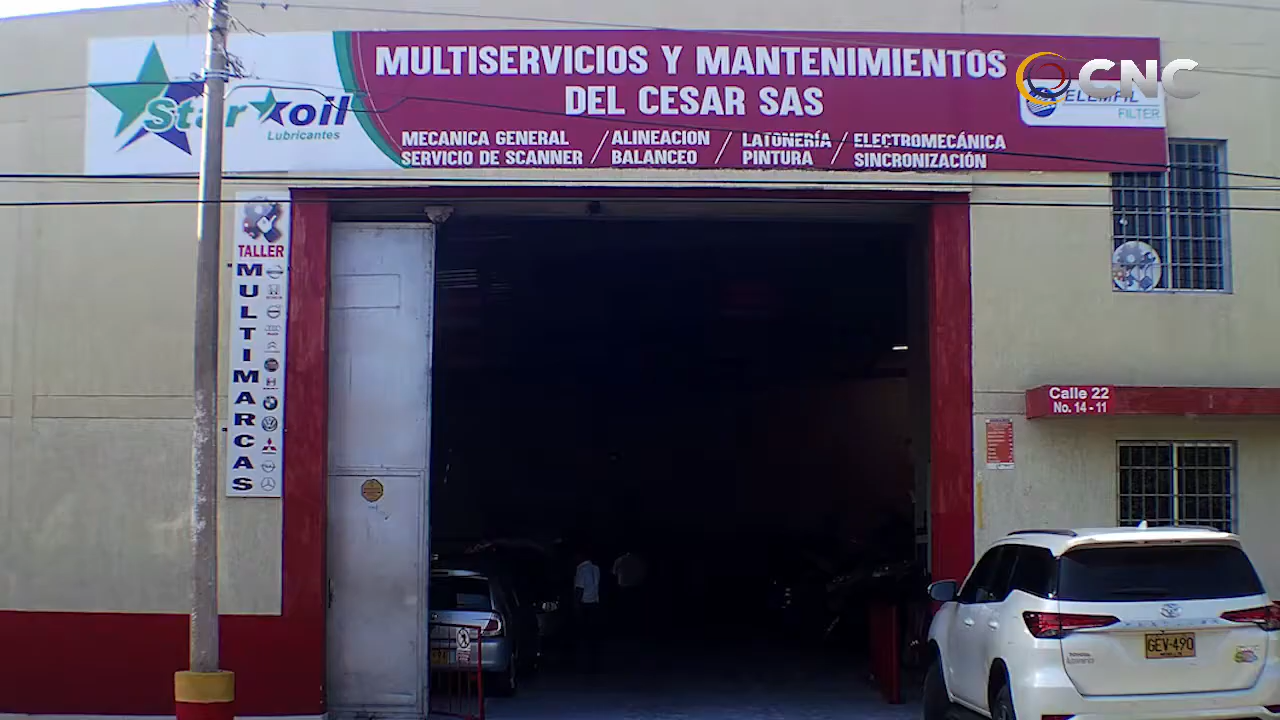 MULTISERVICIOS Y MANTENIMIENTOS
DEL CESAR SAS
Star oil
Lubricantes
MECANICA GENERAL / ALINEACION / LATONERÍA / ELECTROMECÁNICA
SERVICIO DE SCANNER / BALANCEO / PINTURA / SINCRONIZACIÓN
CNC
ELEMFIL
FILTER
TALLER
MULTIMARCAS
Calle 22
No. 14 - 11
GEV-490